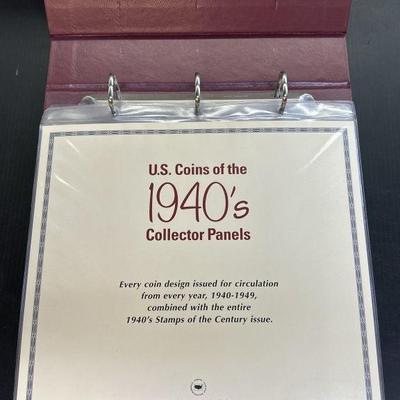 U.S. Coins of the
1940's
Collector Panels
Every coin design issued for circulation
from every year, 1940-1949,
combined with the entire
1940's Stamps of the Century issue.